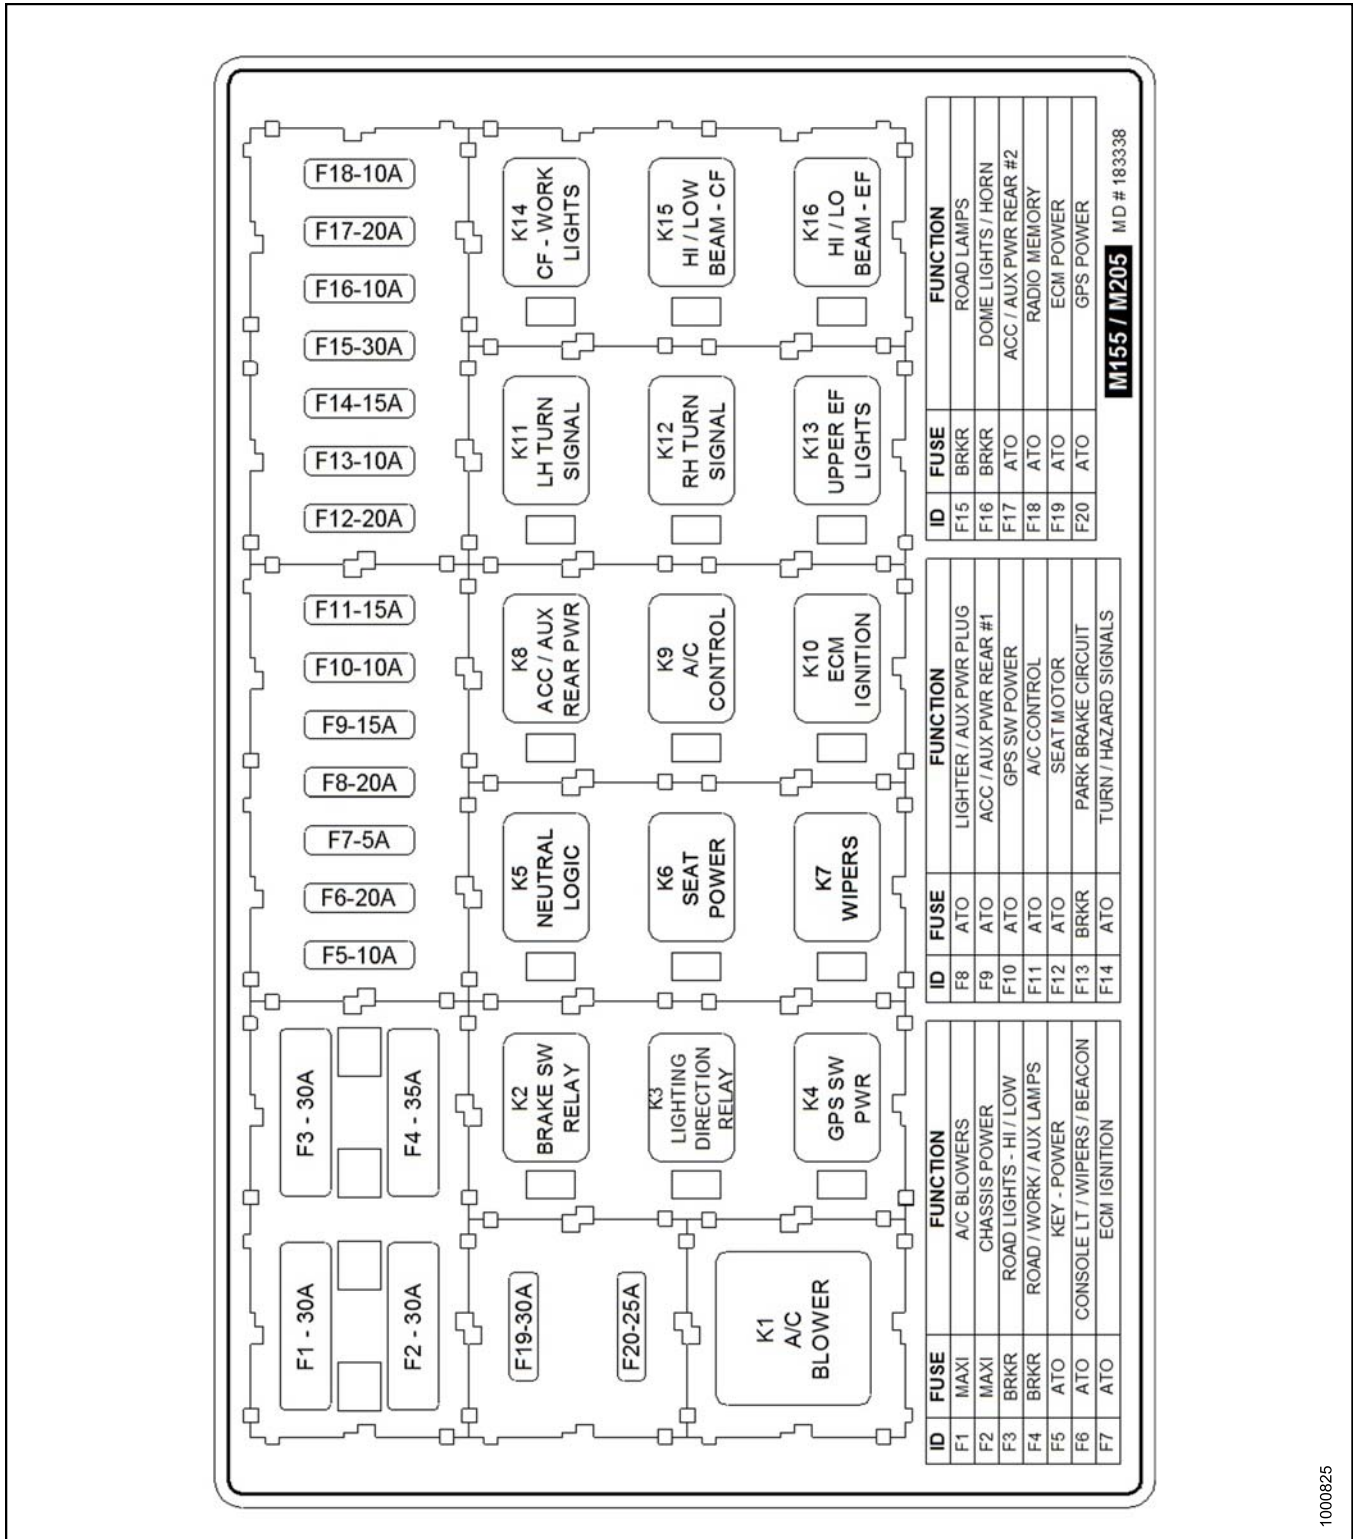 F18-10A
F17-20A
F16-10A
F15-30A
F14-15A
F13-10A
F12-20A
F11-15A
F10-10A
F9-15A
F8-20A
F7-5A
F6-20A
F5-10A
F3 - 30A
F4 - 35A
F1 - 30A
F2 - 30A
K14
CF - WORK
LIGHTS
K15
HI / LOW
BEAM - CF
K16
HI / LO
BEAM - EF
K11
LH TURN
SIGNAL
K12
RH TURN
SIGNAL
K13
UPPER EF
LIGHTS
K8
ACC / AUX
REAR PWR
K9
A/C
CONTROL
K10
ECM
IGNITION
K5
NEUTRAL
LOGIC
K6
SEAT
POWER
K7
WIPERS
K2
BRAKE SW
RELAY
K3
LIGHTING
DIRECTION
RELAY
K4
GPS SW
PWR
F19-30A
F20-25A
K1
A/C
BLOWER
ID FUSE FUNCTION
F1 MAXI A/C BLOWERS
F2 MAXI CHASSIS POWER
F3 BRKR ROAD LIGHTS - HI / LOW
F4 BRKR ROAD / WORK / AUX LAMPS
F5 ATO KEY - POWER
F6 ATO CONSOLE LT / WIPERS / BEACON
F7 ATO ECM IGNITION
ID FUSE FUNCTION
F8 ATO LIGHTER / AUX PWR PLUG
F9 ATO ACC / AUX PWR REAR #1
F10 ATO GPS SW POWER
F11 ATO A/C CONTROL
F12 ATO SEAT MOTOR
F13 BRKR PARK BRAKE CIRCUIT
F14 ATO TURN / HAZARD SIGNALS
ID FUSE FUNCTION
F15 BRKR ROAD LAMPS
F16 BRKR DOME LIGHTS / HORN
F17 ATO ACC / AUX PWR REAR #2
F18 ATO RADIO MEMORY
F19 ATO ECM POWER
F20 ATO GPS POWER
M155 / M205 MD # 183338
1000825